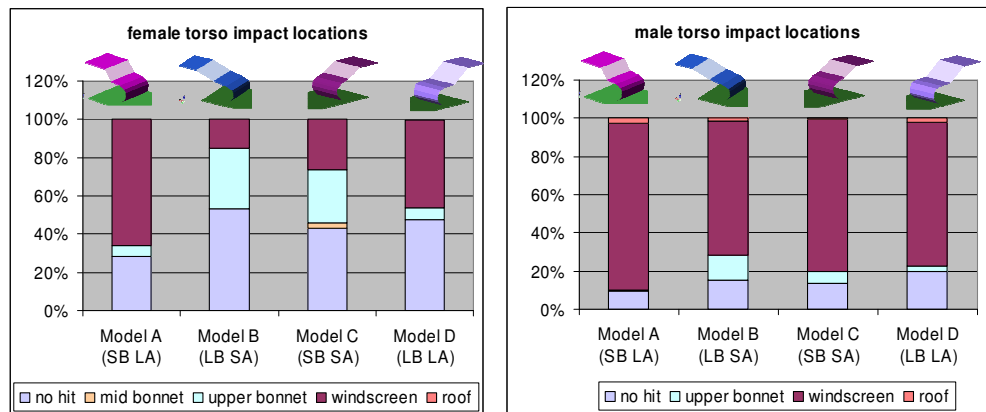 female torso impact locations
120%
100%
80%
60%
40%
20%
0%
Model A
(SB LA)
Model B
(LB SA)
Model C
(SB SA)
Model D
(LB LA)
no hit mid bonnet upper bonnet windscreen roof
male torso impact locations
120%
100%
80%
60%
40%
20%
0%
Model A
(SB LA)
Model B
(LB SA)
Model C
(SB SA)
Model D
(LB LA)
no hit upper bonnet windscreen roof